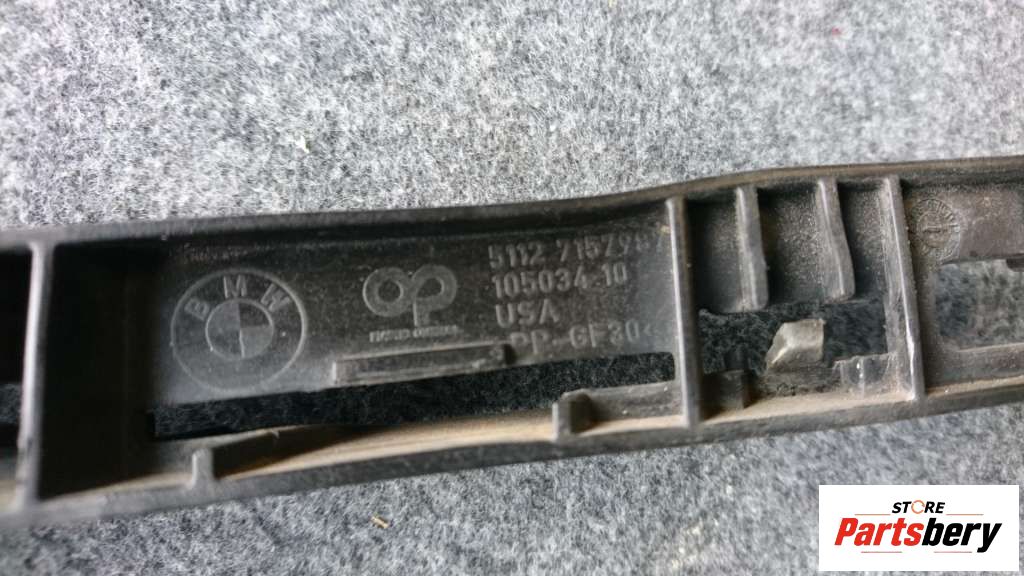 BMW
5112 7157987
105034-10
USA
PP-GF30<
STORE
Partsbery